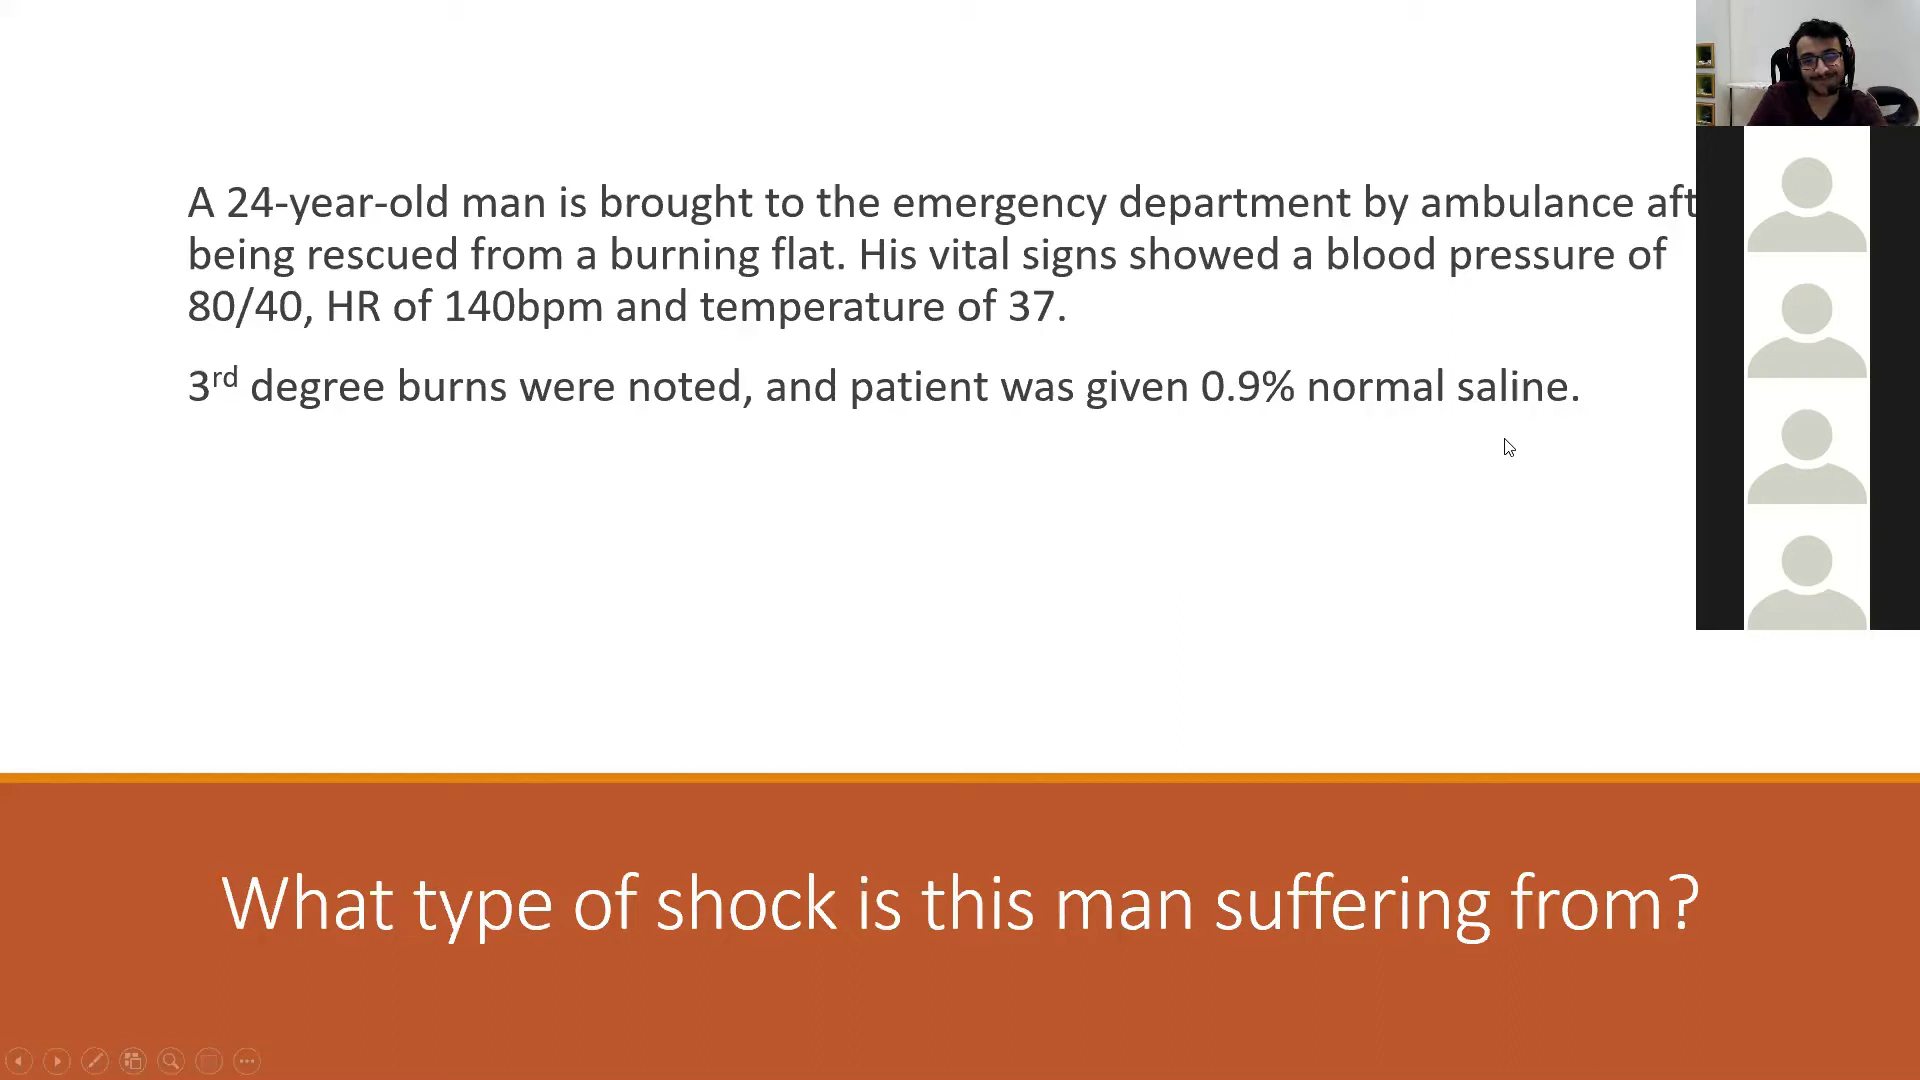 A 24-year-old man is brought to the emergency department by ambulance aft
being rescued from a burning flat. His vital signs showed a blood pressure of
80/40, HR of 140bpm and temperature of 37.
3rd degree burns were noted, and patient was given 0.9% normal saline.
What type of shock is this man suffering from?